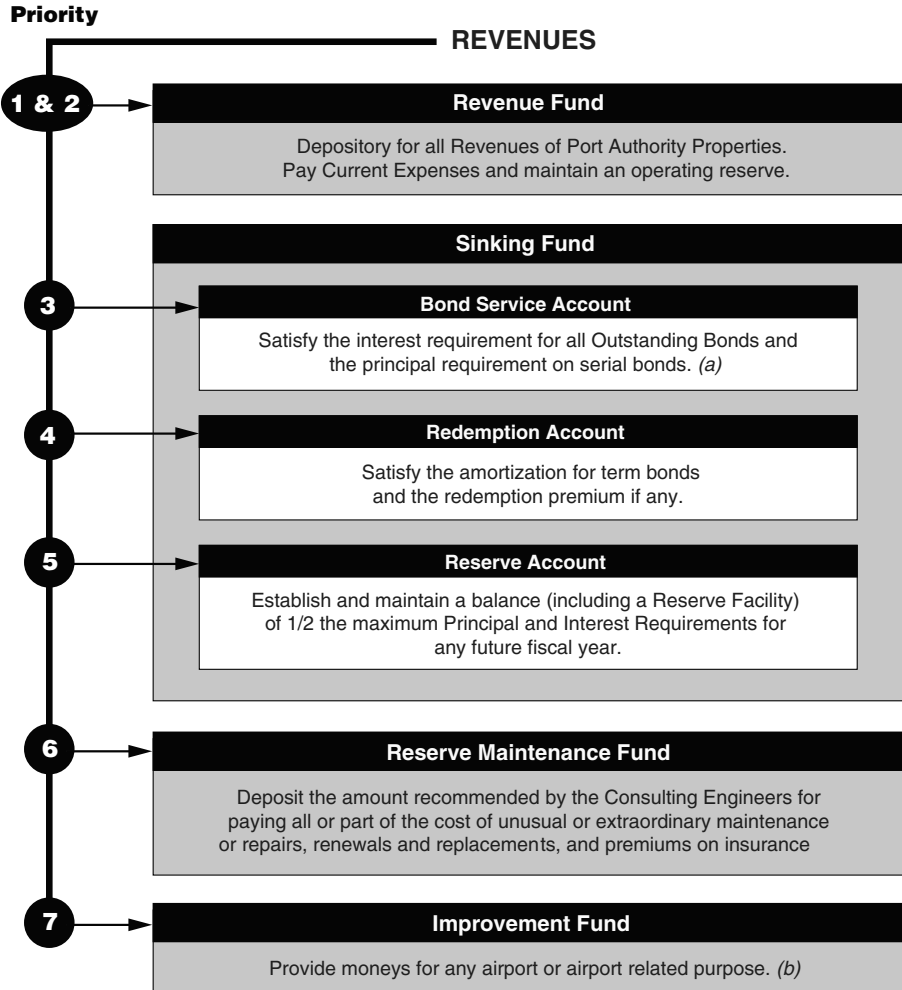 Priority
REVENUES
1 & 2
Revenue Fund
Depository for all Revenues of Port Authority Properties.
Pay Current Expenses and maintain an operating reserve.
Sinking Fund
3
Bond Service Account
Satisfy the interest requirement for all Outstanding Bonds and
the principal requirement on serial bonds. (a)
4
Redemption Account
Satisfy the amortization for term bonds
and the redemption premium if any.
5
Reserve Account
Establish and maintain a balance (including a Reserve Facility)
of 1/2 the maximum Principal and Interest Requirements for
any future fiscal year.
6
Reserve Maintenance Fund
Deposit the amount recommended by the Consulting Engineers for
paying all or part of the cost of unusual or extraordinary maintenance
or repairs, renewals and replacements, and premiums on insurance
7
Improvement Fund
Provide moneys for any airport or airport related purpose. (b)